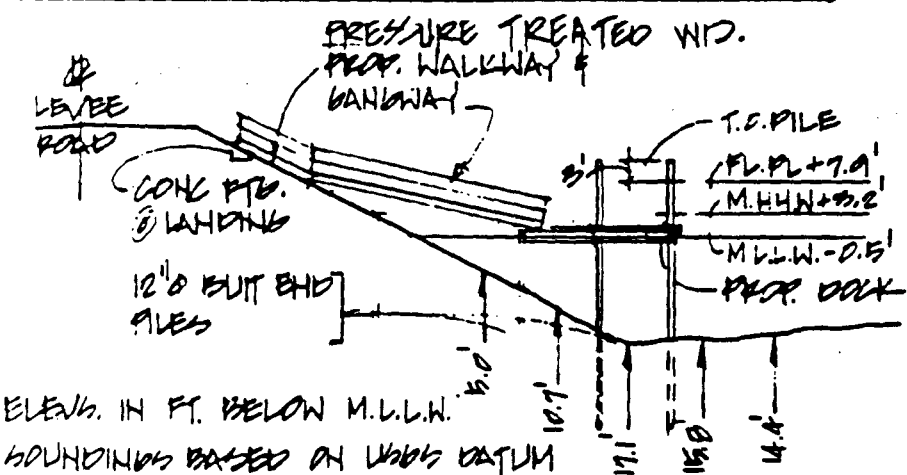 PRESSURE TREATED WD.
PROP. WALKWAY &
GANGWAY
℄
LEVEE
ROAD
T.O. PILE
3'
FL. PL +7.9'
M.H.H.W +3.2'
M.L.L.W. -0.5'
PROP. DOCK
CONC FTG.
@ LANDING
12"Ø BUTT END
PILES
5.0'
10.7'
17.1'
15.8'
14.4'
ELEVS. IN FT. BELOW M.L.L.W.
SOUNDINGS BASED ON USGS DATUM